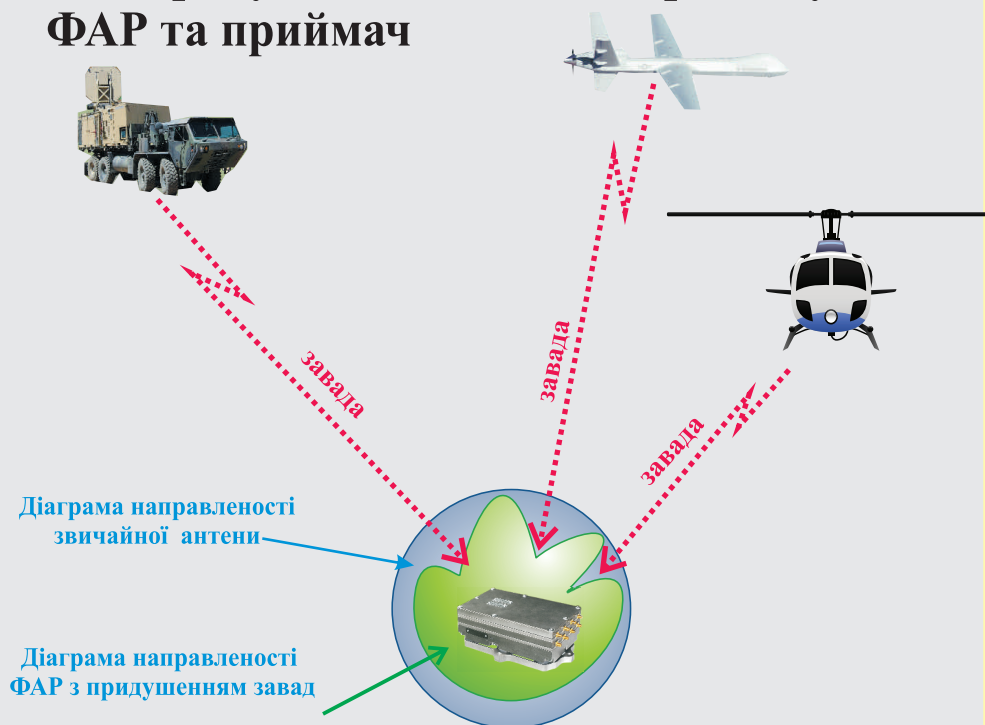 ФАР та приймач
завада
завада
завада
Діаграма направленості
звичайної антени
Діаграма направленості
ФАР з придушенням завад